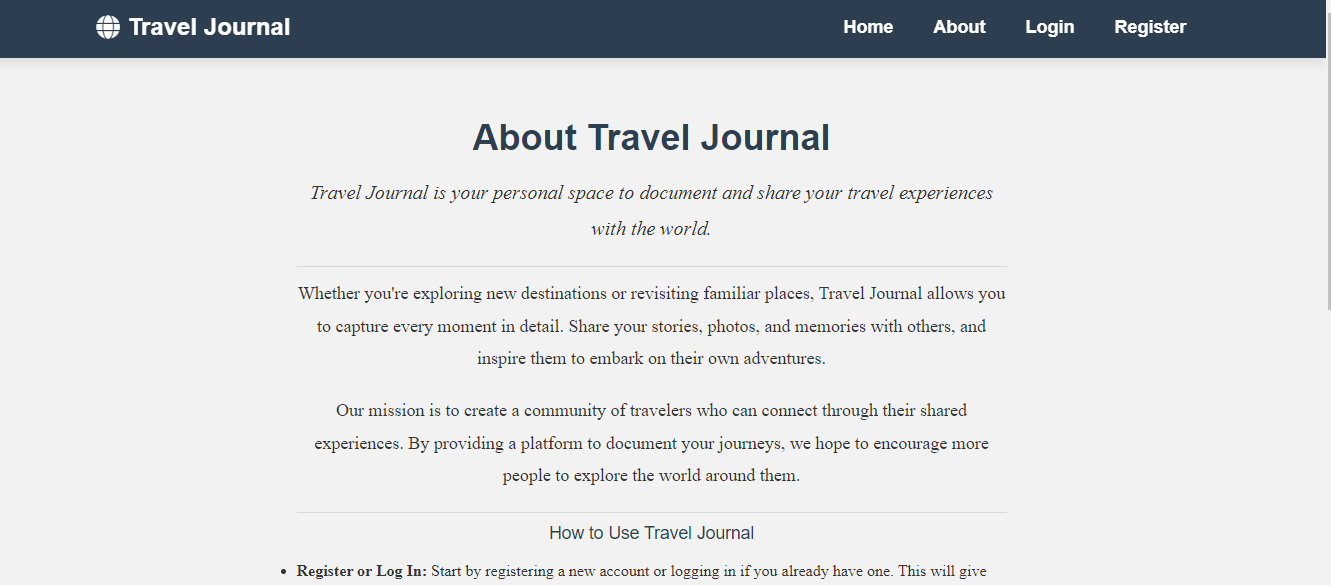 Travel Journal
Home About Login Register
About Travel Journal
Travel Journal is your personal space to document and share your travel experiences
with the world.
Whether you're exploring new destinations or revisiting familiar places, Travel Journal allows you
to capture every moment in detail. Share your stories, photos, and memories with others, and
inspire them to embark on their own adventures.
Our mission is to create a community of travelers who can connect through their shared
experiences. By providing a platform to document your journeys, we hope to encourage more
people to explore the world around them.
How to Use Travel Journal
• Register or Log In: Start by registering a new account or logging in if you already have one. This will give